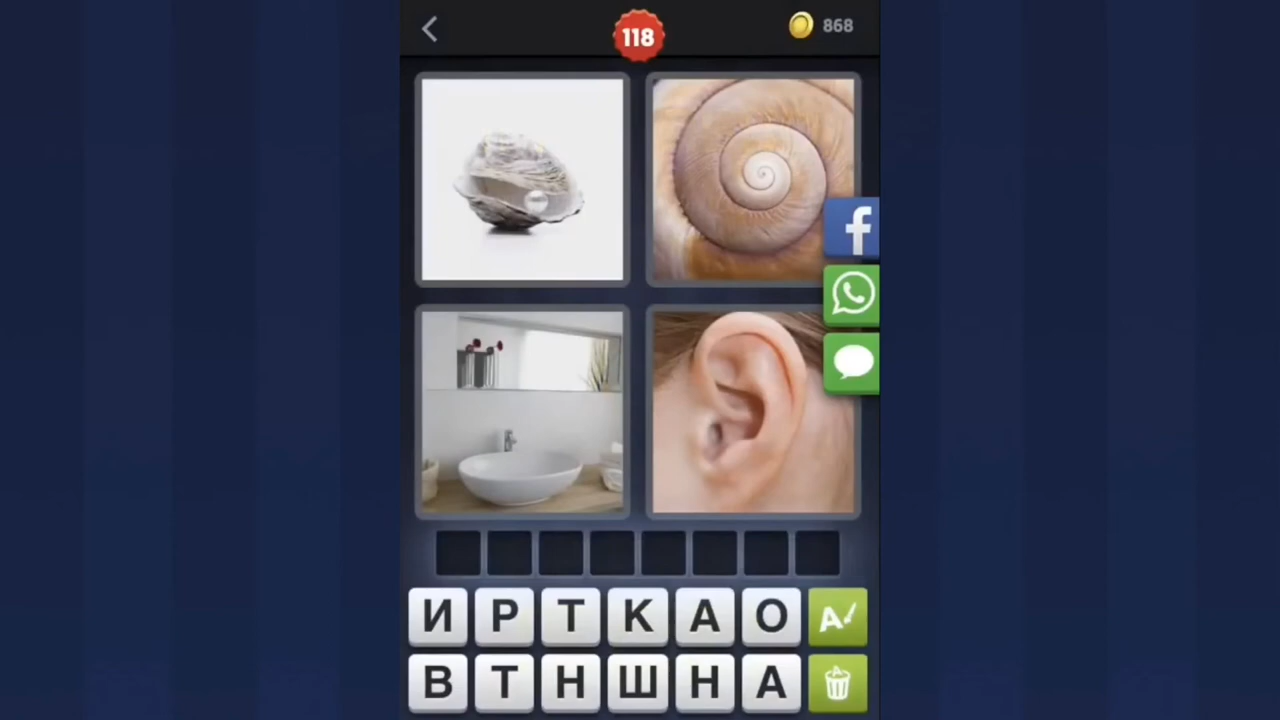 118
868
И Р Т К А О А
В Т Н Ш Н А